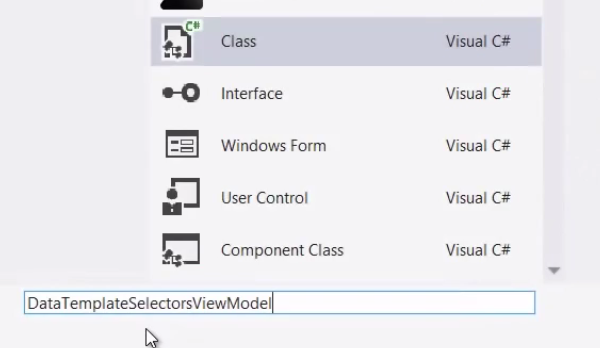 C#
Class Visual C#
Interface Visual C#
Windows Form Visual C#
User Control Visual C#
Component Class Visual C#
DataTemplateSelectorsViewModel